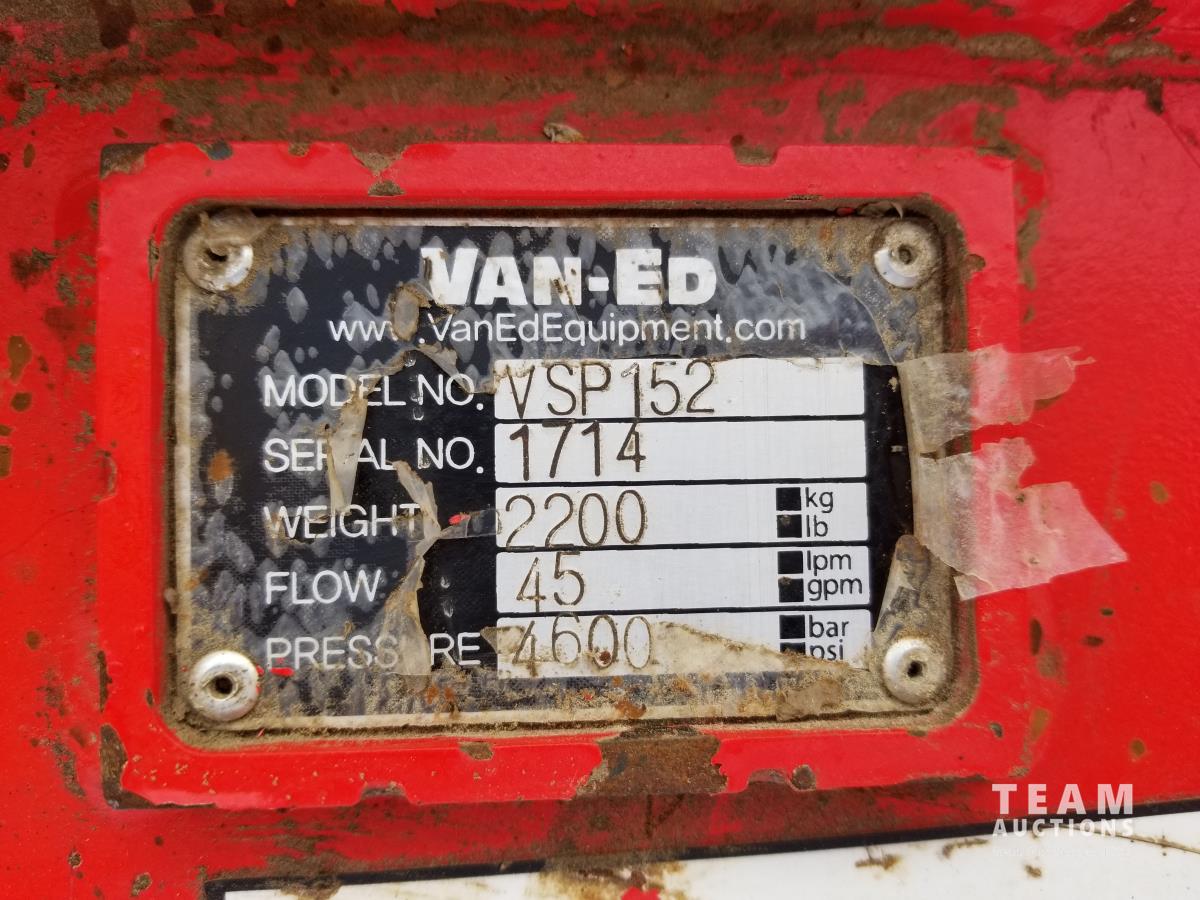 VAN-ED
www.VanEdEquipment.com
MODEL NO. VSP152
SERIAL NO. 1714
WEIGHT 2200 kg
lb
FLOW 45 lpm
gpm
PRESSURE 4600 bar
psi
TEAM
AUCTIONS